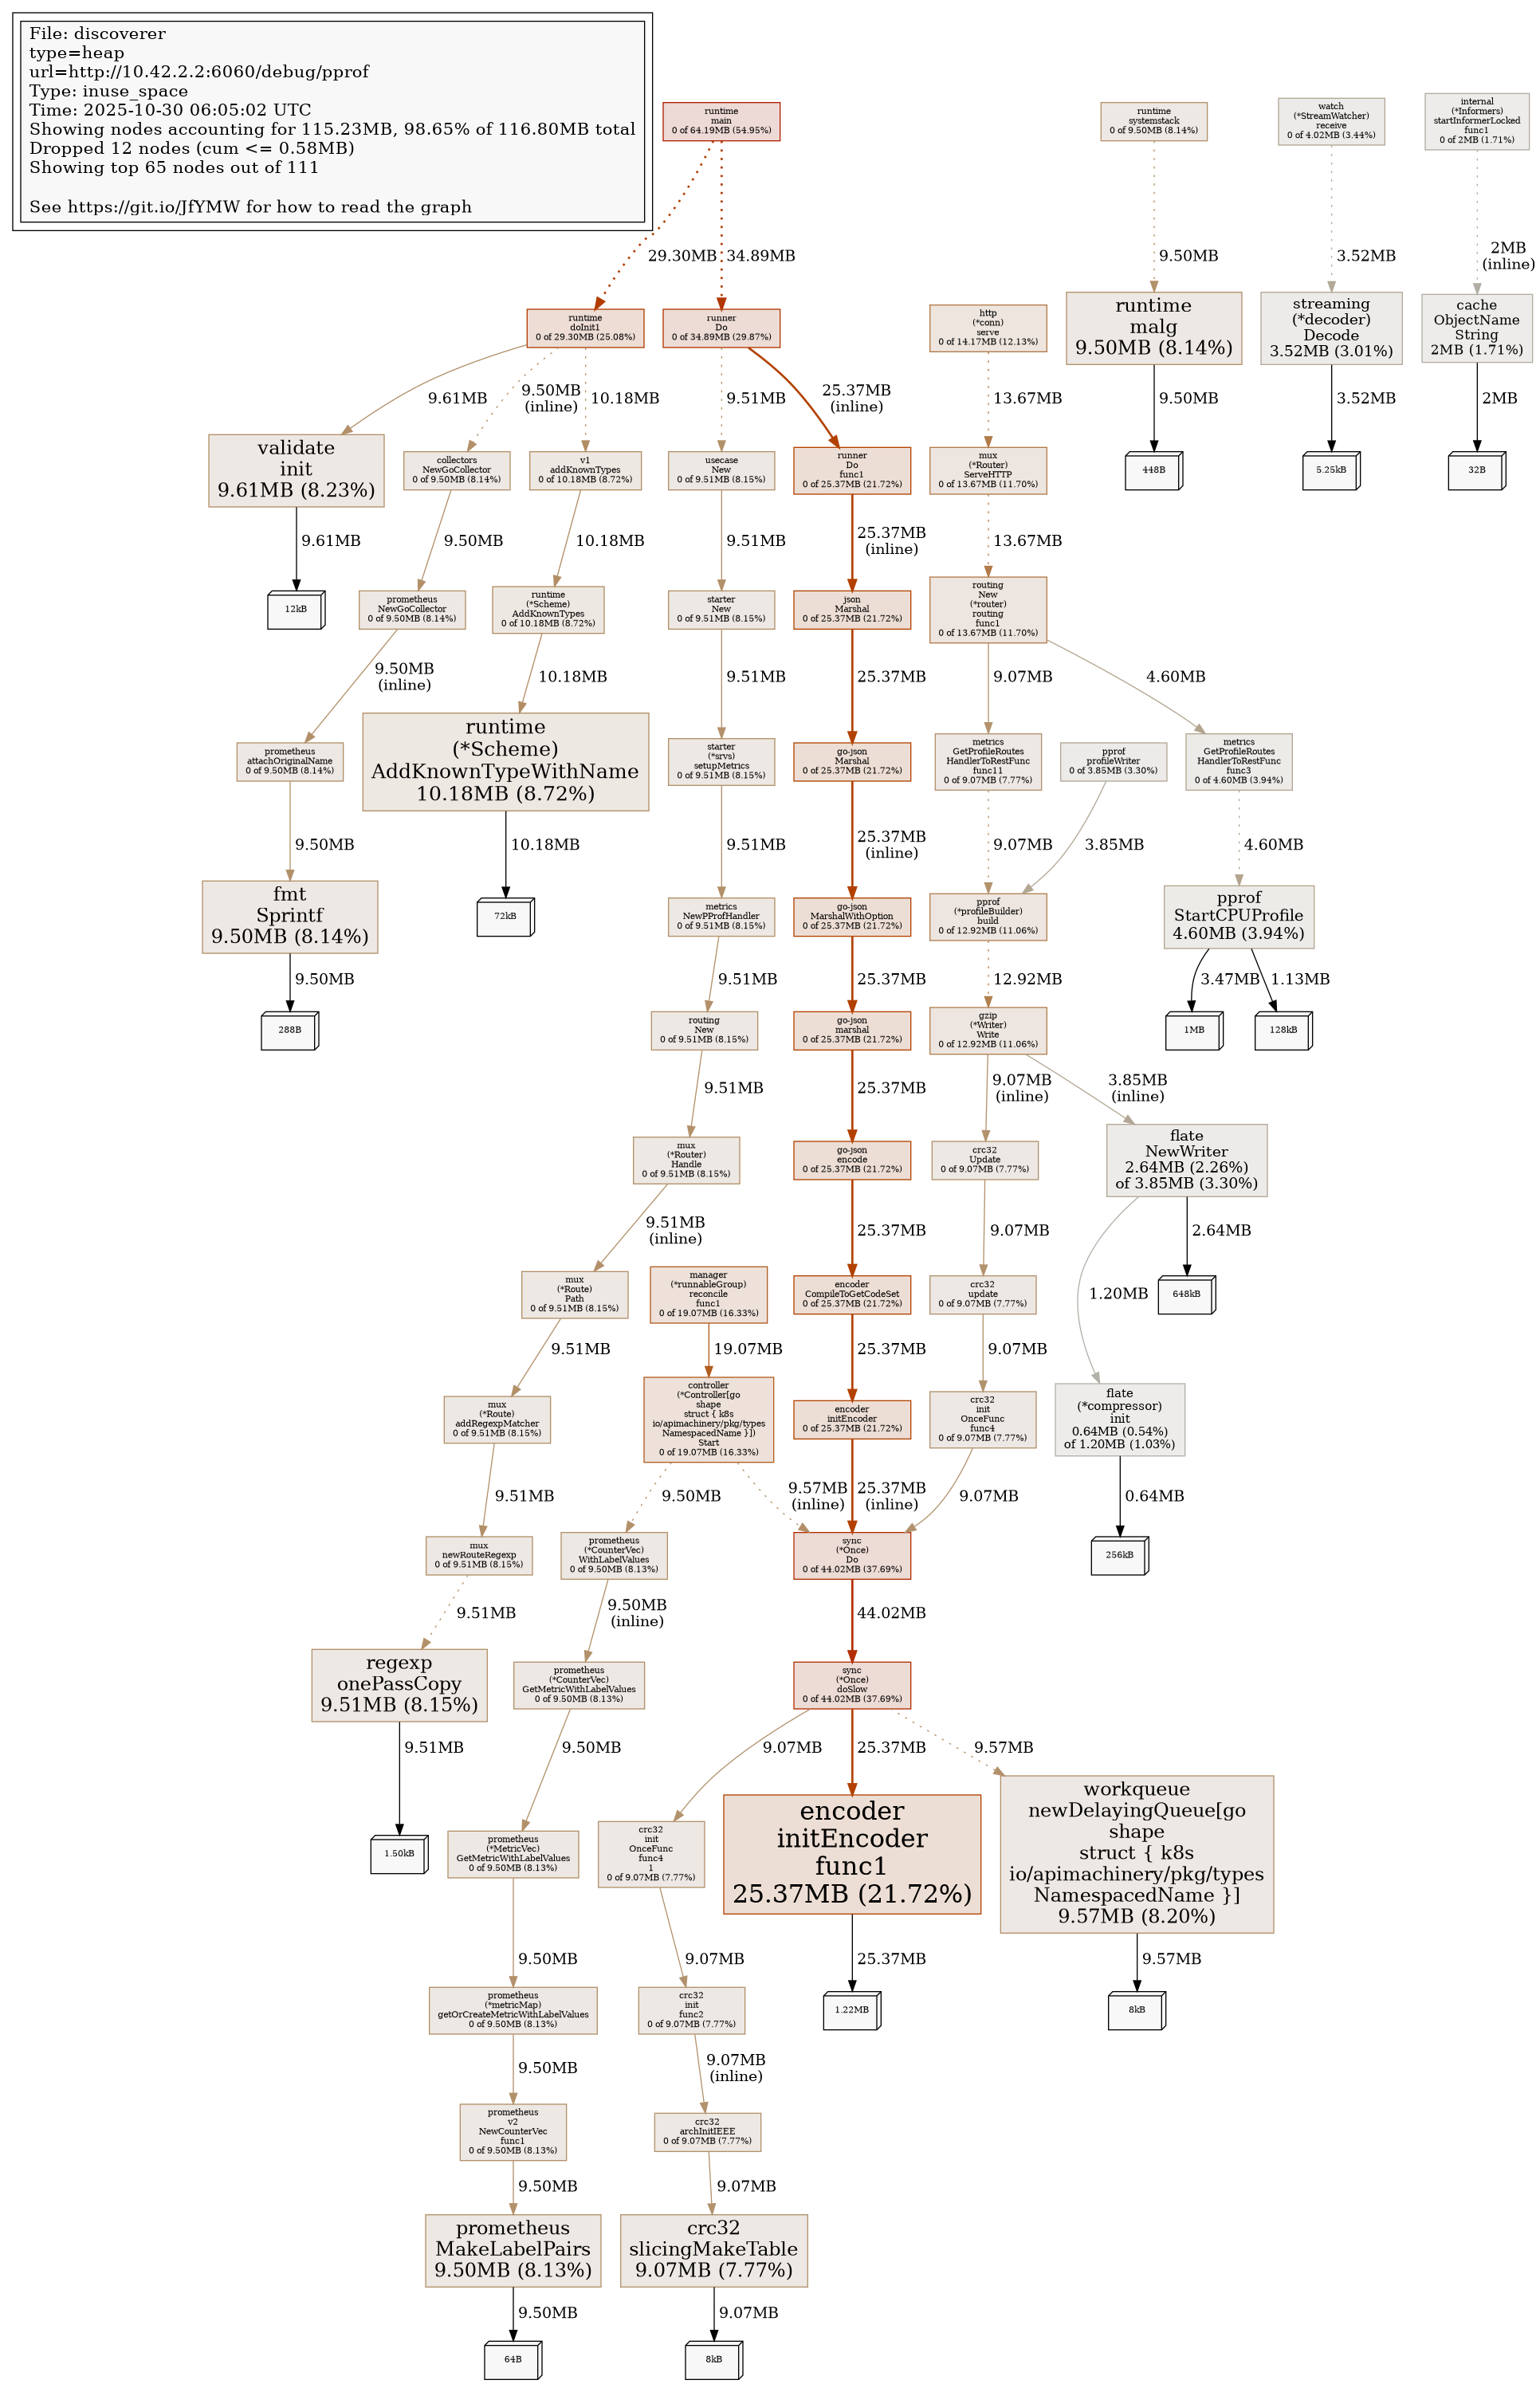 File: discoverer
type=heap
url=http://10.42.2.2:6060/debug/pprof
Type: inuse_space
Time: 2025-10-30 06:05:02 UTC
Showing nodes accounting for 115.23MB, 98.65% of 116.80MB total
Dropped 12 nodes (cum <= 0.58MB)
Showing top 65 nodes out of 111
See https://git.io/JfYMW for how to read the graph
runtime
main
0 of 64.19MB (54.95%)
runtime
systemstack
0 of 9.50MB (8.14%)
watch
(*StreamWatcher)
receive
0 of 4.02MB (3.44%)
internal
(*Informers)
startInformerLocked
func1
0 of 2MB (1.71%)
29.30MB
34.89MB
9.50MB
3.52MB
2MB
(inline)
runtime
doInit1
0 of 29.30MB (25.08%)
runner
Do
0 of 34.89MB (29.87%)
http
(*conn)
serve
0 of 14.17MB (12.13%)
runtime
malg
9.50MB (8.14%)
streaming
(*decoder)
Decode
3.52MB (3.01%)
cache
ObjectName
String
2MB (1.71%)
9.61MB
9.50MB
(inline)
10.18MB
9.51MB
25.37MB
(inline)
13.67MB
9.50MB
3.52MB
2MB
validate
init
9.61MB (8.23%)
collectors
NewGoCollector
0 of 9.50MB (8.14%)
v1
addKnownTypes
0 of 10.18MB (8.72%)
usecase
New
0 of 9.51MB (8.15%)
runner
Do
func1
0 of 25.37MB (21.72%)
mux
(*Router)
ServeHTTP
0 of 13.67MB (11.70%)
448B
5.25kB
32B
9.61MB
9.50MB
10.18MB
9.51MB
25.37MB
(inline)
13.67MB
12kB
prometheus
NewGoCollector
0 of 9.50MB (8.14%)
runtime
(*Scheme)
AddKnownTypes
0 of 10.18MB (8.72%)
starter
New
0 of 9.51MB (8.15%)
json
Marshal
0 of 25.37MB (21.72%)
routing
New
(*router)
routing
func1
0 of 13.67MB (11.70%)
9.50MB
(inline)
10.18MB
9.51MB
25.37MB
9.07MB
4.60MB
prometheus
attachOriginalName
0 of 9.50MB (8.14%)
runtime
(*Scheme)
AddKnownTypeWithName
10.18MB (8.72%)
starter
(*srvs)
setupMetrics
0 of 9.51MB (8.15%)
go-json
Marshal
0 of 25.37MB (21.72%)
metrics
GetProfileRoutes
HandlerToRestFunc
func11
0 of 9.07MB (7.77%)
pprof
profileWriter
0 of 3.85MB (3.30%)
metrics
GetProfileRoutes
HandlerToRestFunc
func3
0 of 4.60MB (3.94%)
9.50MB
10.18MB
9.51MB
25.37MB
(inline)
9.07MB
3.85MB
4.60MB
fmt
Sprintf
9.50MB (8.14%)
72kB
metrics
NewPProfHandler
0 of 9.51MB (8.15%)
go-json
MarshalWithOption
0 of 25.37MB (21.72%)
pprof
(*profileBuilder)
build
0 of 12.92MB (11.06%)
pprof
StartCPUProfile
4.60MB (3.94%)
9.50MB
9.51MB
25.37MB
12.92MB
3.47MB
1.13MB
288B
routing
New
0 of 9.51MB (8.15%)
go-json
marshal
0 of 25.37MB (21.72%)
gzip
(*Writer)
Write
0 of 12.92MB (11.06%)
1MB
128kB
9.51MB
25.37MB
9.07MB
(inline)
3.85MB
(inline)
mux
(*Router)
Handle
0 of 9.51MB (8.15%)
go-json
encode
0 of 25.37MB (21.72%)
crc32
Update
0 of 9.07MB (7.77%)
flate
NewWriter
2.64MB (2.26%)
of 3.85MB (3.30%)
9.51MB
(inline)
25.37MB
9.07MB
1.20MB
2.64MB
mux
(*Route)
Path
0 of 9.51MB (8.15%)
manager
(*runnableGroup)
reconcile
func1
0 of 19.07MB (16.33%)
encoder
CompileToGetCodeSet
0 of 25.37MB (21.72%)
crc32
update
0 of 9.07MB (7.77%)
648kB
9.51MB
19.07MB
25.37MB
9.07MB
mux
(*Route)
addRegexpMatcher
0 of 9.51MB (8.15%)
controller
(*Controller[go
shape
struct { k8s
io/apimachinery/pkg/types
NamespacedName }])
Start
0 of 19.07MB (16.33%)
encoder
initEncoder
0 of 25.37MB (21.72%)
crc32
init
OnceFunc
func4
0 of 9.07MB (7.77%)
flate
(*compressor)
init
0.64MB (0.54%)
of 1.20MB (1.03%)
9.51MB
9.50MB
9.57MB
(inline)
25.37MB
(inline)
9.07MB
0.64MB
mux
newRouteRegexp
0 of 9.51MB (8.15%)
prometheus
(*CounterVec)
WithLabelValues
0 of 9.50MB (8.13%)
sync
(*Once)
Do
0 of 44.02MB (37.69%)
256kB
9.51MB
9.50MB
(inline)
44.02MB
regexp
onePassCopy
9.51MB (8.15%)
prometheus
(*CounterVec)
GetMetricWithLabelValues
0 of 9.50MB (8.13%)
sync
(*Once)
doSlow
0 of 44.02MB (37.69%)
9.51MB
9.50MB
9.07MB
25.37MB
9.57MB
1.50kB
prometheus
(*MetricVec)
GetMetricWithLabelValues
0 of 9.50MB (8.13%)
crc32
init
OnceFunc
func4
1
0 of 9.07MB (7.77%)
encoder
initEncoder
func1
25.37MB (21.72%)
workqueue
newDelayingQueue[go
shape
struct { k8s
io/apimachinery/pkg/types
NamespacedName }]
9.57MB (8.20%)
9.50MB
9.07MB
25.37MB
9.57MB
prometheus
(*metricMap)
getOrCreateMetricWithLabelValues
0 of 9.50MB (8.13%)
crc32
init
func2
0 of 9.07MB (7.77%)
1.22MB
8kB
9.50MB
9.07MB
(inline)
prometheus
v2
NewCounterVec
func1
0 of 9.50MB (8.13%)
crc32
archInitIEEE
0 of 9.07MB (7.77%)
9.50MB
9.07MB
prometheus
MakeLabelPairs
9.50MB (8.13%)
crc32
slicingMakeTable
9.07MB (7.77%)
9.50MB
9.07MB
64B
8kB